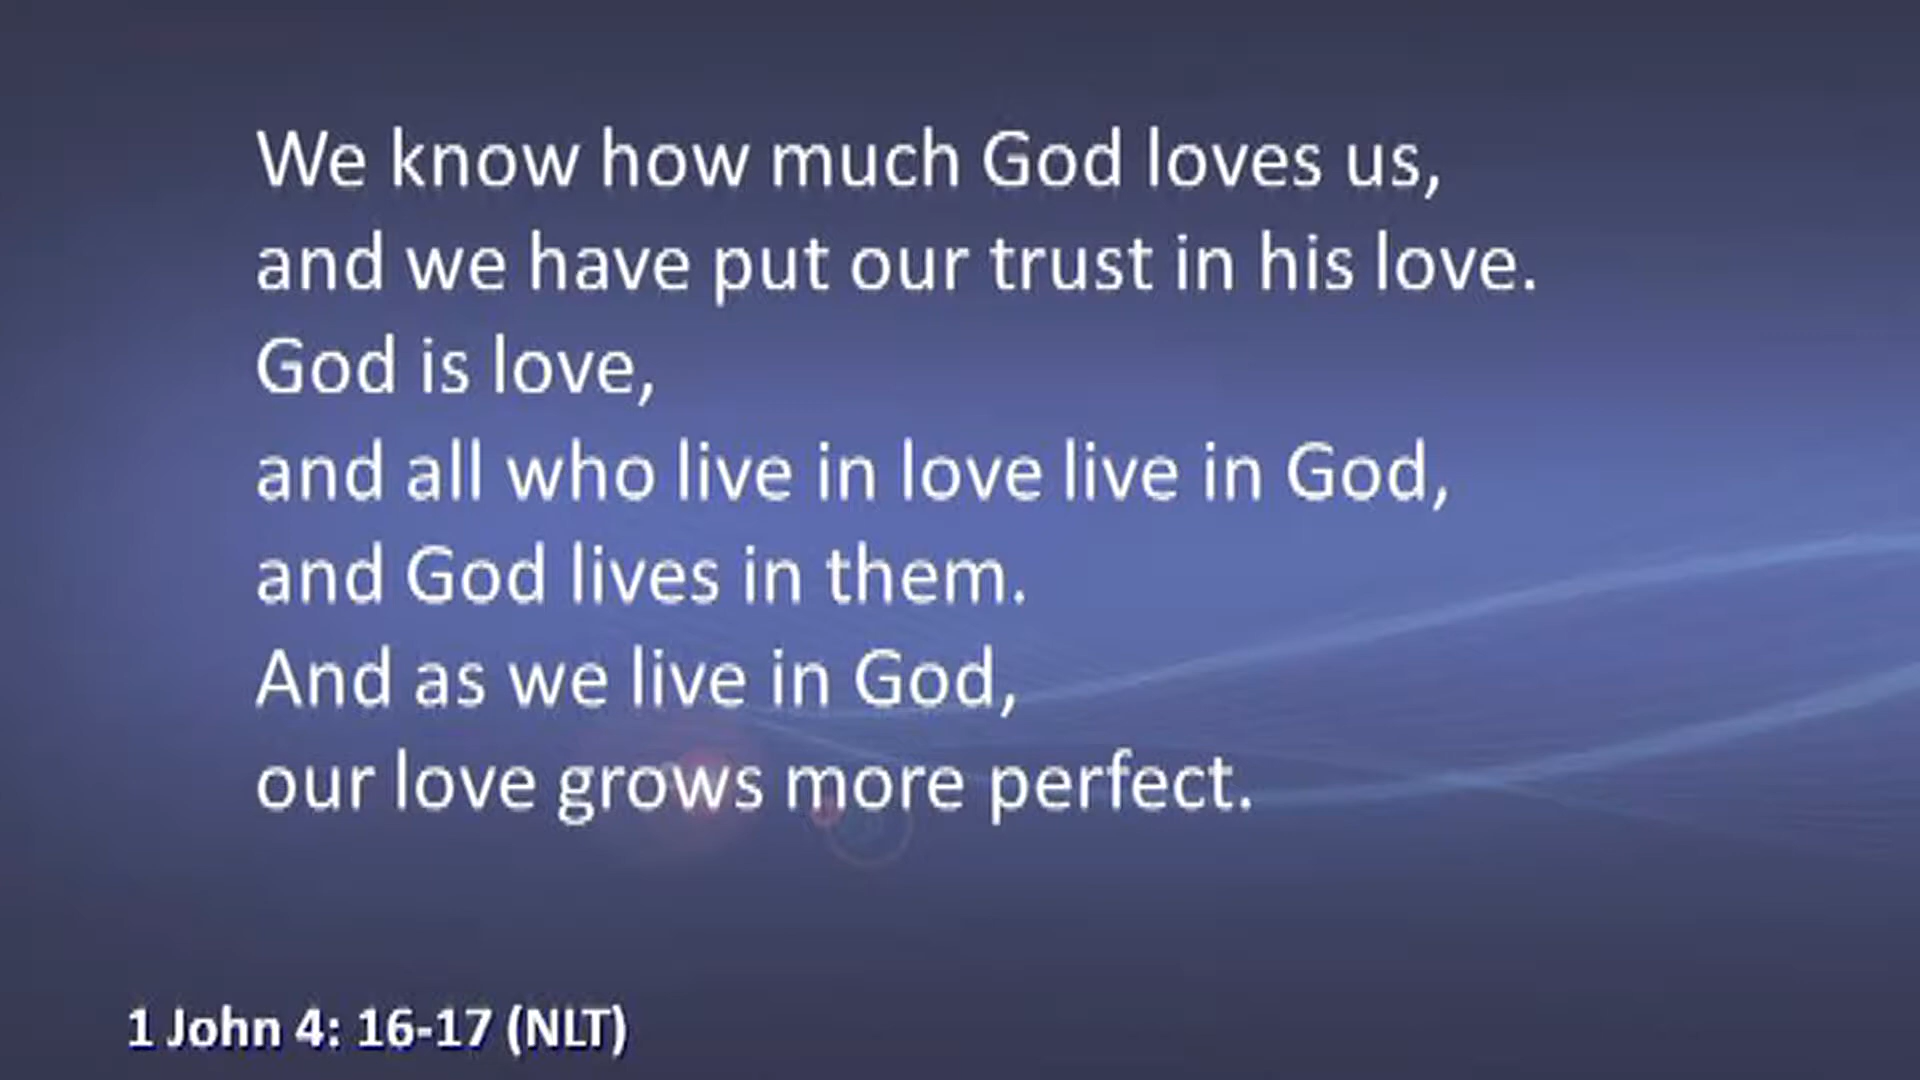 We know how much God loves us,
and we have put our trust in his love.
God is love,
and all who live in love live in God,
and God lives in them.
And as we live in God,
our love grows more perfect.
1 John 4: 16-17 (NLT)